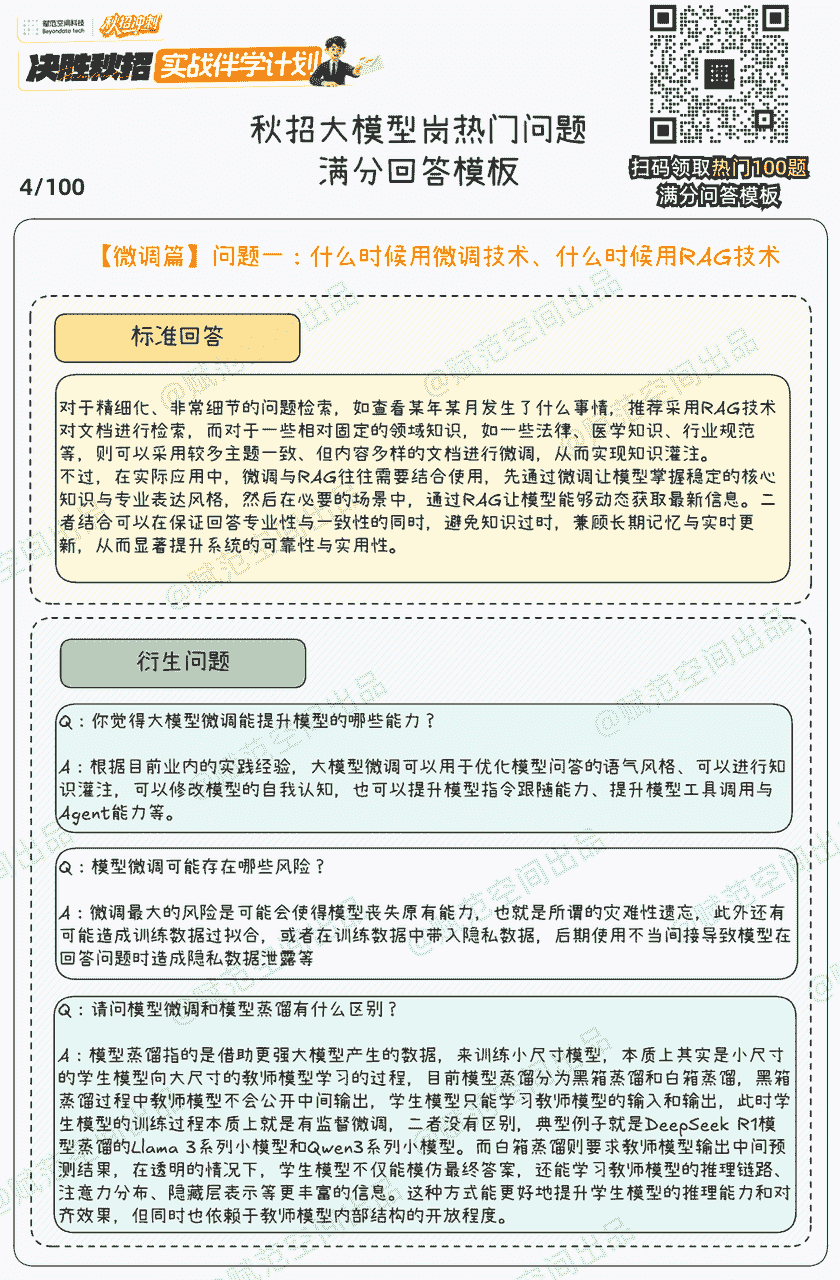 赋范空间科技
Beyondata tech
秋招冲刺
决胜秋招 实战伴学计划
秋招大模型岗热门问题
满分回答模板
4/100
扫码领取热门100题
满分问答模板
【微调篇】问题一：什么时候用微调技术、什么时候用RAG技术
标准回答
对于精细化、非常细节的问题检索，如查看某年某月发生了什么事情，推荐采用RAG技术
对文档进行检索，而对于一些相对固定的领域知识，如一些法律、医学知识、行业规范
等，则可以采用较多主题一致、但内容多样的文档进行微调，从而实现知识灌注。
不过，在实际应用中，微调与RAG往往需要结合使用，先通过微调让模型掌握稳定的核心
知识与专业表达风格，然后在必要的场景中，通过RAG让模型能够动态获取最新信息。二
者结合可以在保证回答专业性与一致性的同时，避免知识过时，兼顾长期记忆与实时更
新，从而显著提升系统的可靠性与实用性。
衍生问题
Q：你觉得大模型微调能提升模型的哪些能力？
A：根据目前业内的实践经验，大模型微调可以用于优化模型问答的语气风格、可以进行知
识灌注，可以修改模型的自我认知，也可以提升模型指令跟随能力、提升模型工具调用与
Agent能力等。
Q：模型微调可能存在哪些风险？
A：微调最大的风险是可能会使得模型丧失原有能力，也就是所谓的灾难性遗忘，此外还有
可能造成训练数据过拟合，或者在训练数据中带入隐私数据，后期使用不当间接导致模型在
回答问题时造成隐私数据泄露等
Q：请问模型微调和模型蒸馏有什么区别？
A：模型蒸馏指的是借助更强大模型产生的数据，来训练小尺寸模型，本质上其实是小尺寸
的学生模型向大尺寸的教师模型学习的过程，目前模型蒸馏分为黑箱蒸馏和白箱蒸馏，黑箱
蒸馏过程中教师模型不会公开中间输出，学生模型只能学习教师模型的输入和输出，此时学
生模型的训练过程本质上就是有监督微调，二者没有区别，典型例子就是DeepSeek R1模
型蒸馏的Llama 3系列小模型和Qwen3系列小模型。而白箱蒸馏则要求教师模型输出中间预
测结果，在透明的情况下，学生模型不仅能模仿最终答案，还能学习教师模型的推理链路、
注意力分布、隐藏层表示等更丰富的信息。这种方式能更好地提升学生模型的推理能力和对
齐效果，但同时也依赖于教师模型内部结构的开放程度。
@赋范空间出品